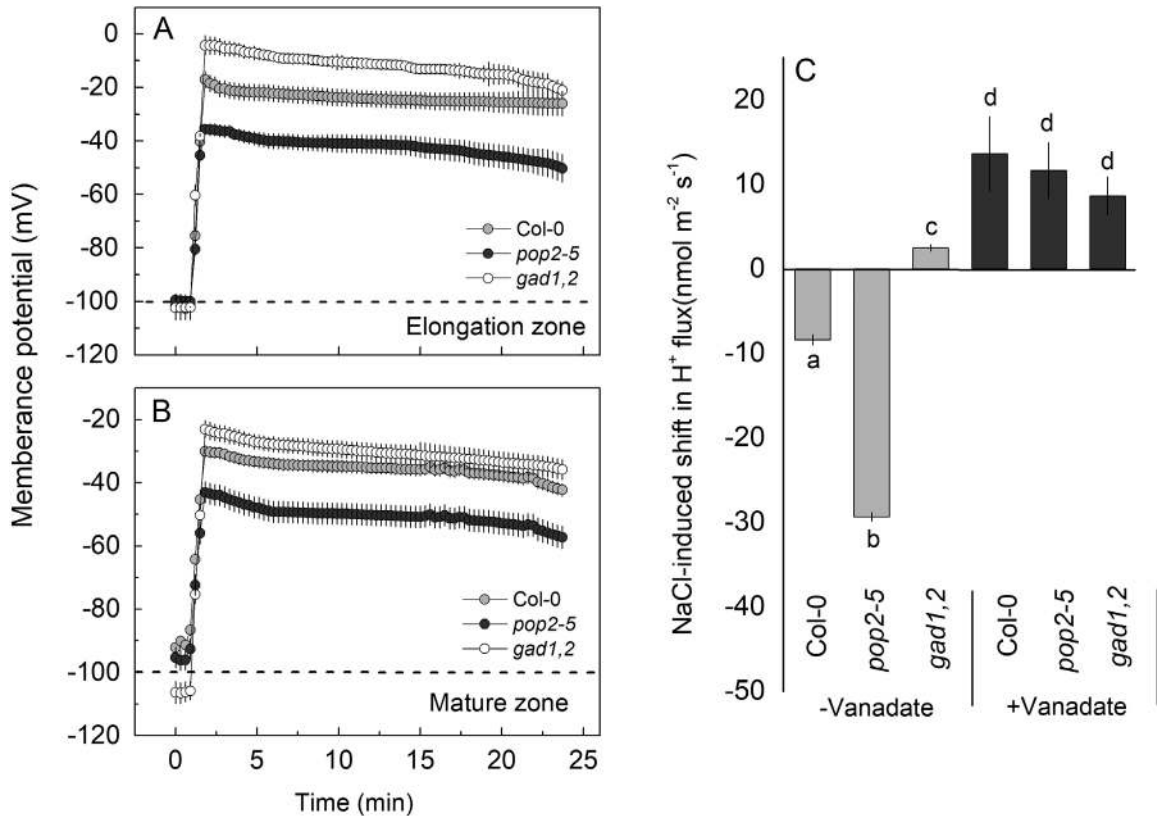 A
0
-20
-40
-60
-80
-100
-120
Col-0
pop2-5
gad1,2
Elongation zone
B
-20
-40
-60
-80
-100
-120
Col-0
pop2-5
gad1,2
Mature zone
0 5 10 15 20 25
Time (min)
Memberance potential (mV)
C
NaCl-induced shift in H⁺ flux(nmol m⁻² s⁻¹)
20
10
0
-10
-20
-30
-40
-50
a
b
c
d
d
d
Col-0
pop2-5
gad1,2
Col-0
pop2-5
gad1,2
-Vanadate
+Vanadate